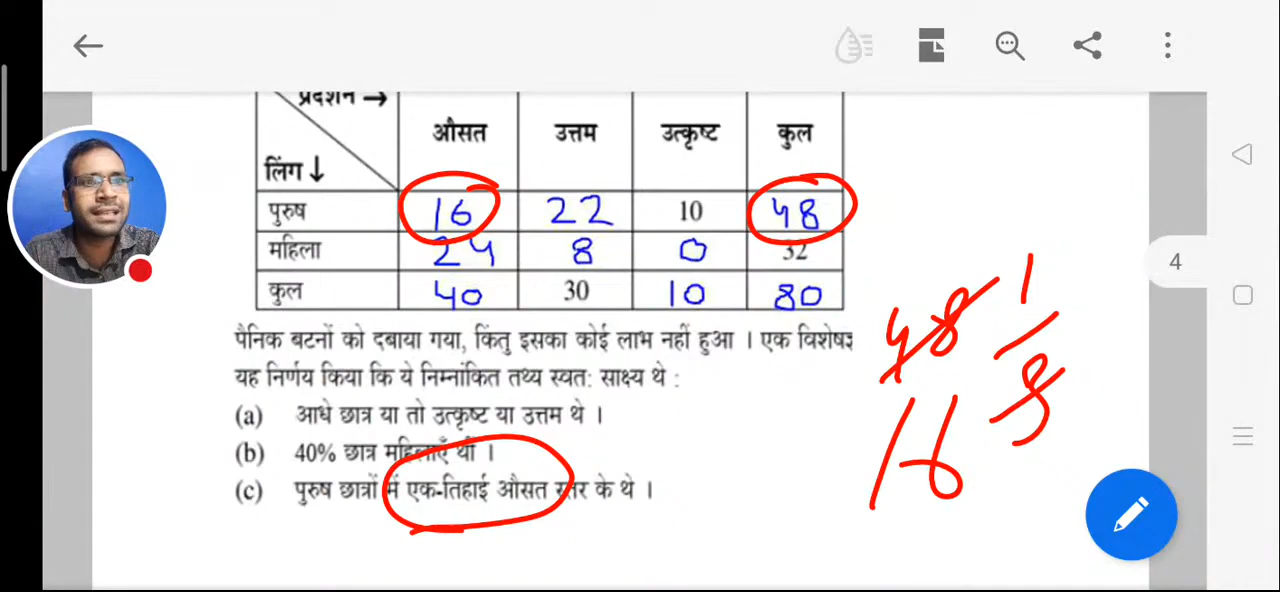 प्रदर्शन →
औसत उत्तम उत्कृष्ट कुल
लिंग ↓
पुरुष 16 22 10 48
महिला 24 8 0 32
कुल 40 30 10 80
4
पैनिक बटनों को दबाया गया, किंतु इसका कोई लाभ नहीं हुआ । एक विशेषज्ञ
यह निर्णय किया कि ये निम्नांकित तथ्य स्वत: साक्ष्य थे :
(a) आधे छात्र या तो उत्कृष्ट या उत्तम थे ।
(b) 40% छात्र महिलाएँ थीं ।
(c) पुरुष छात्रों में एक-तिहाई औसत स्तर के थे ।
48 1
3
16